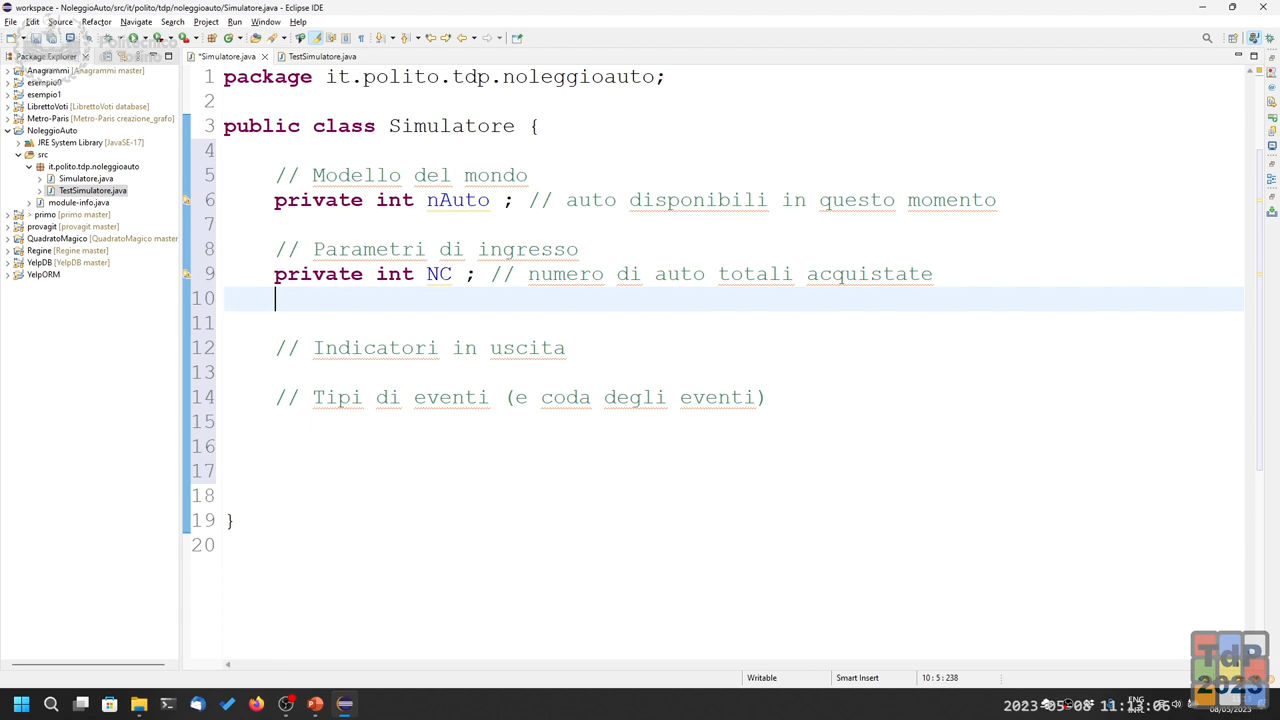 workspace - NoleggioAuto/src/it/polito/tdp/noleggioauto/Simulatore.java - Eclipse IDE
File Edit Source Refactor Navigate Search Project Run Window Help
Package Explorer
*Simulatore.java
TestSimulatore.java
Anagrammi [Anagrammi master]
esempio0
esempio1
LibrettoVoti [LibrettoVoti database]
Metro-Paris [Metro-Paris creazione_grafo]
NoleggioAuto
JRE System Library [JavaSE-17]
src
it.polito.tdp.noleggioauto
Simulatore.java
TestSimulatore.java
module-info.java
> primo [primo master]
provagit [provagit master]
QuadratoMagico [QuadratoMagico master]
Regine [Regine master]
YelpDB [YelpDB master]
YelpORM
1 package it.polito.tdp.noleggioauto;
2
3 public class Simulatore {
4
5 // Modello del mondo
6 private int nAuto ; // auto disponibili in questo momento
7
8 // Parametri di ingresso
9 private int NC ; // numero di auto totali acquistate
10
11
12 // Indicatori in uscita
13
14 // Tipi di eventi (e coda degli eventi)
15
16
17
18
19 }
20
Writable
Smart Insert
10 : 5 : 238
TdP
2023
ENG
INTL